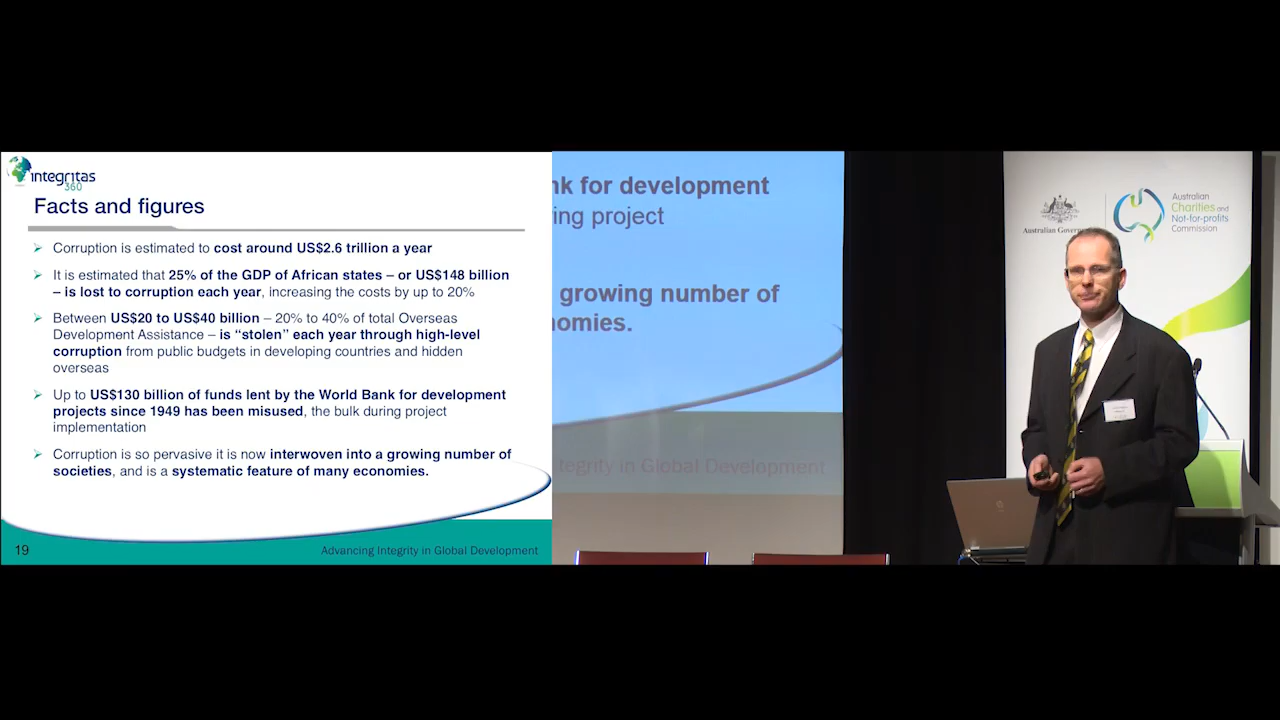 integritas
360
Facts and figures
Corruption is estimated to cost around US$2.6 trillion a year
It is estimated that 25% of the GDP of African states – or US$148 billion
– is lost to corruption each year, increasing the costs by up to 20%
Between US$20 to US$40 billion – 20% to 40% of total Overseas
Development Assistance – is “stolen” each year through high-level
corruption from public budgets in developing countries and hidden
overseas
Up to US$130 billion of funds lent by the World Bank for development
projects since 1949 has been misused, the bulk during project
implementation
Corruption is so pervasive it is now interwoven into a growing number of
societies, and is a systematic feature of many economies.
19
Advancing Integrity in Global Development
nk for development
ing project
growing number of
nomies.
tegrity in Global Development
Australian
Charities and
Not-for-profits
Commission
Australian